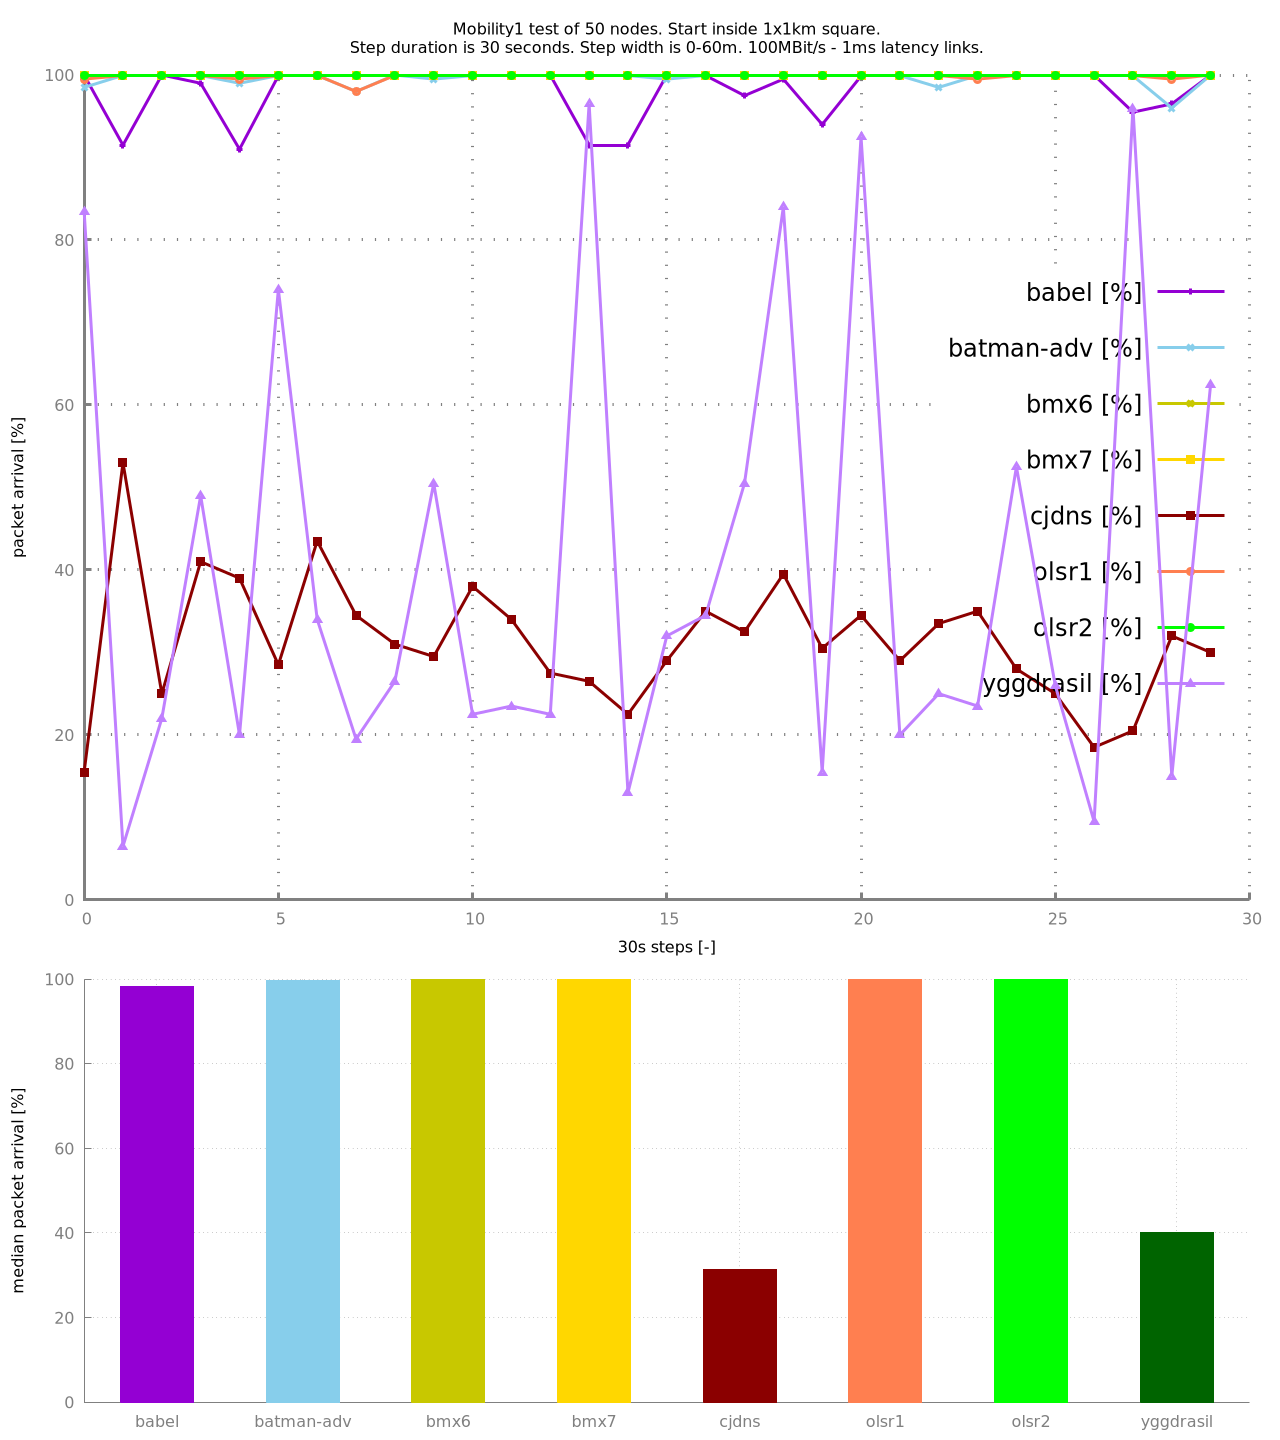 Mobility1 test of 50 nodes. Start inside 1x1km square.
Step duration is 30 seconds. Step width is 0-60m. 100MBit/s - 1ms latency links.
100
80
60
40
20
0
packet arrival [%]
babel [%]
batman-adv [%]
bmx6 [%]
bmx7 [%]
cjdns [%]
olsr1 [%]
olsr2 [%]
yggdrasil [%]
0 5 10 15 20 25 30
30s steps [-]
100
80
60
40
20
0
median packet arrival [%]
babel batman-adv bmx6 bmx7 cjdns olsr1 olsr2 yggdrasil